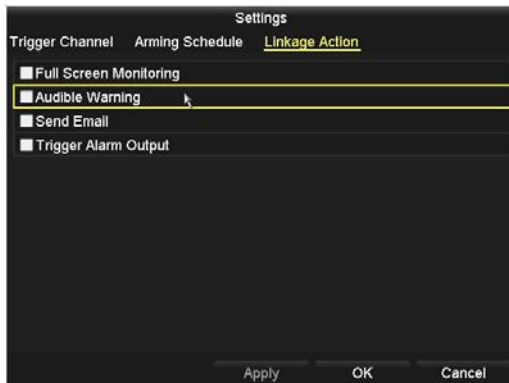 Settings
Trigger Channel Arming Schedule Linkage Action
Full Screen Monitoring
Audible Warning
Send Email
Trigger Alarm Output
Apply OK Cancel